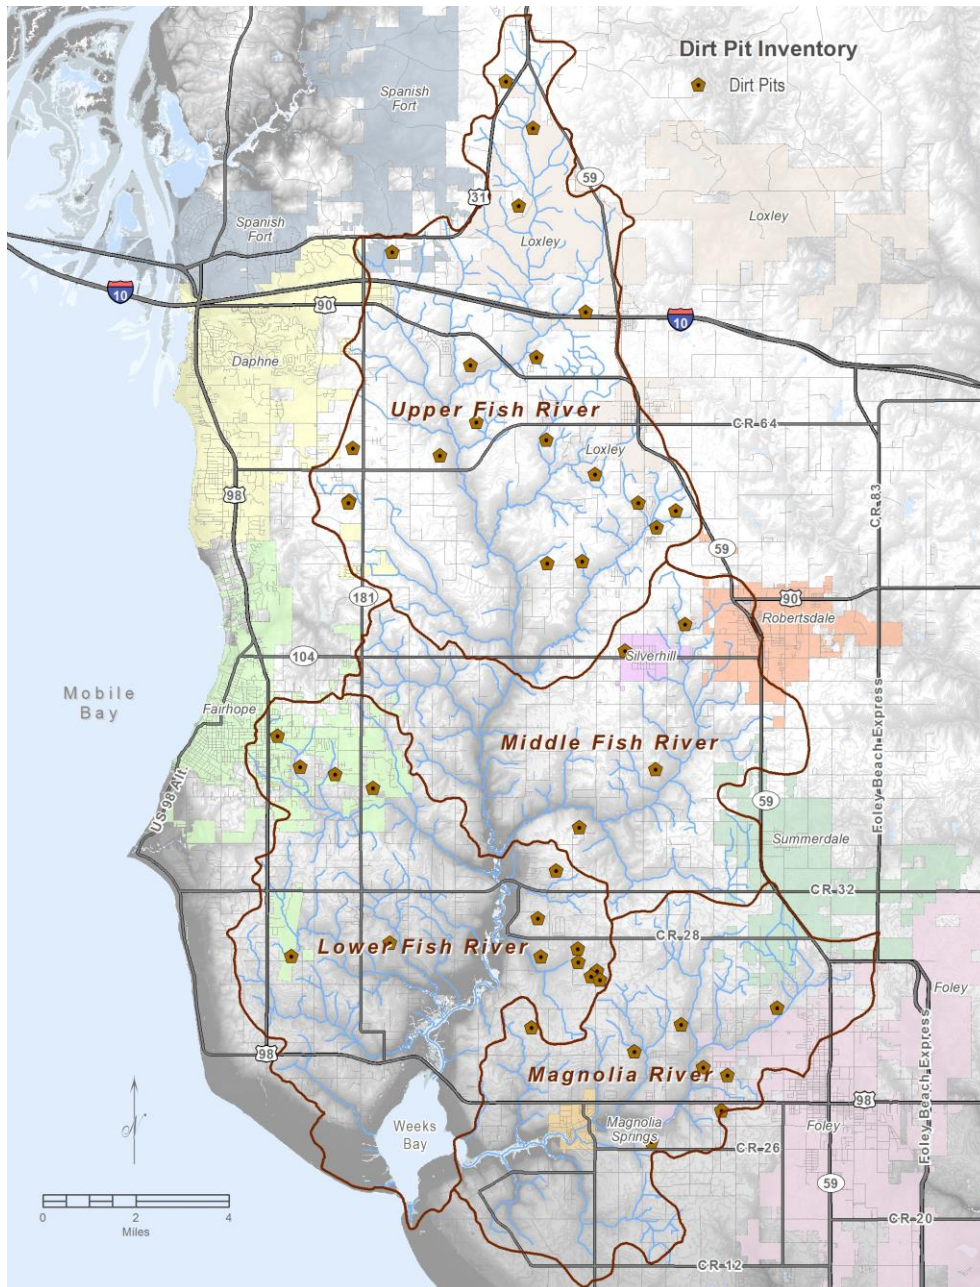 Dirt Pit Inventory
Dirt Pits
Spanish
Fort
59
31
Loxley
Spanish
Fort
Loxley
10
90
10
Daphne
Upper Fish River
CR 64
Loxley
98
CR 83
59
181
90
Robertsdale
104
Silverhill
Mobile
Bay
Fairhope
Middle Fish River
Foley Beach Express
US 98 Alt.
59
Summerdale
CR 32
Lower Fish River
CR 28
Foley
98
Magnolia River
98
Weeks
Bay
Magnolia
Springs
Foley
CR 26
Foley Beach Express
59
N
0 2 4
Miles
CR 20
CR 12